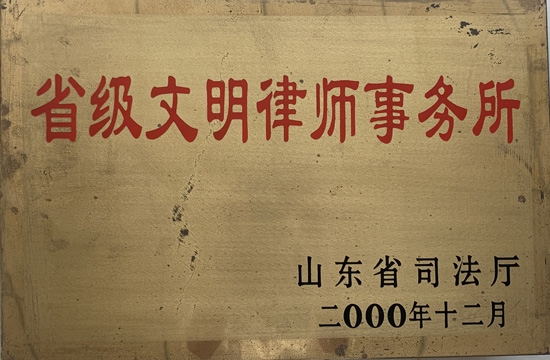 省级文明律师事务所
山东省司法厅
二000年十二月